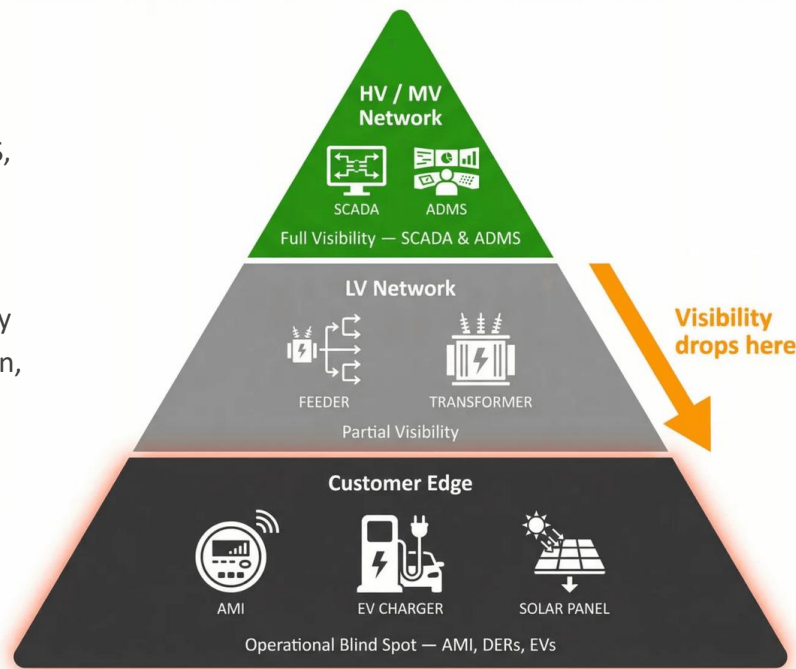 HV / MV
Network
SCADA
ADMS
Full Visibility — SCADA & ADMS
LV Network
FEEDER
TRANSFORMER
Partial Visibility
Visibility
drops here
Customer Edge
AMI
EV CHARGER
SOLAR PANEL
Operational Blind Spot — AMI, DERs, EVs